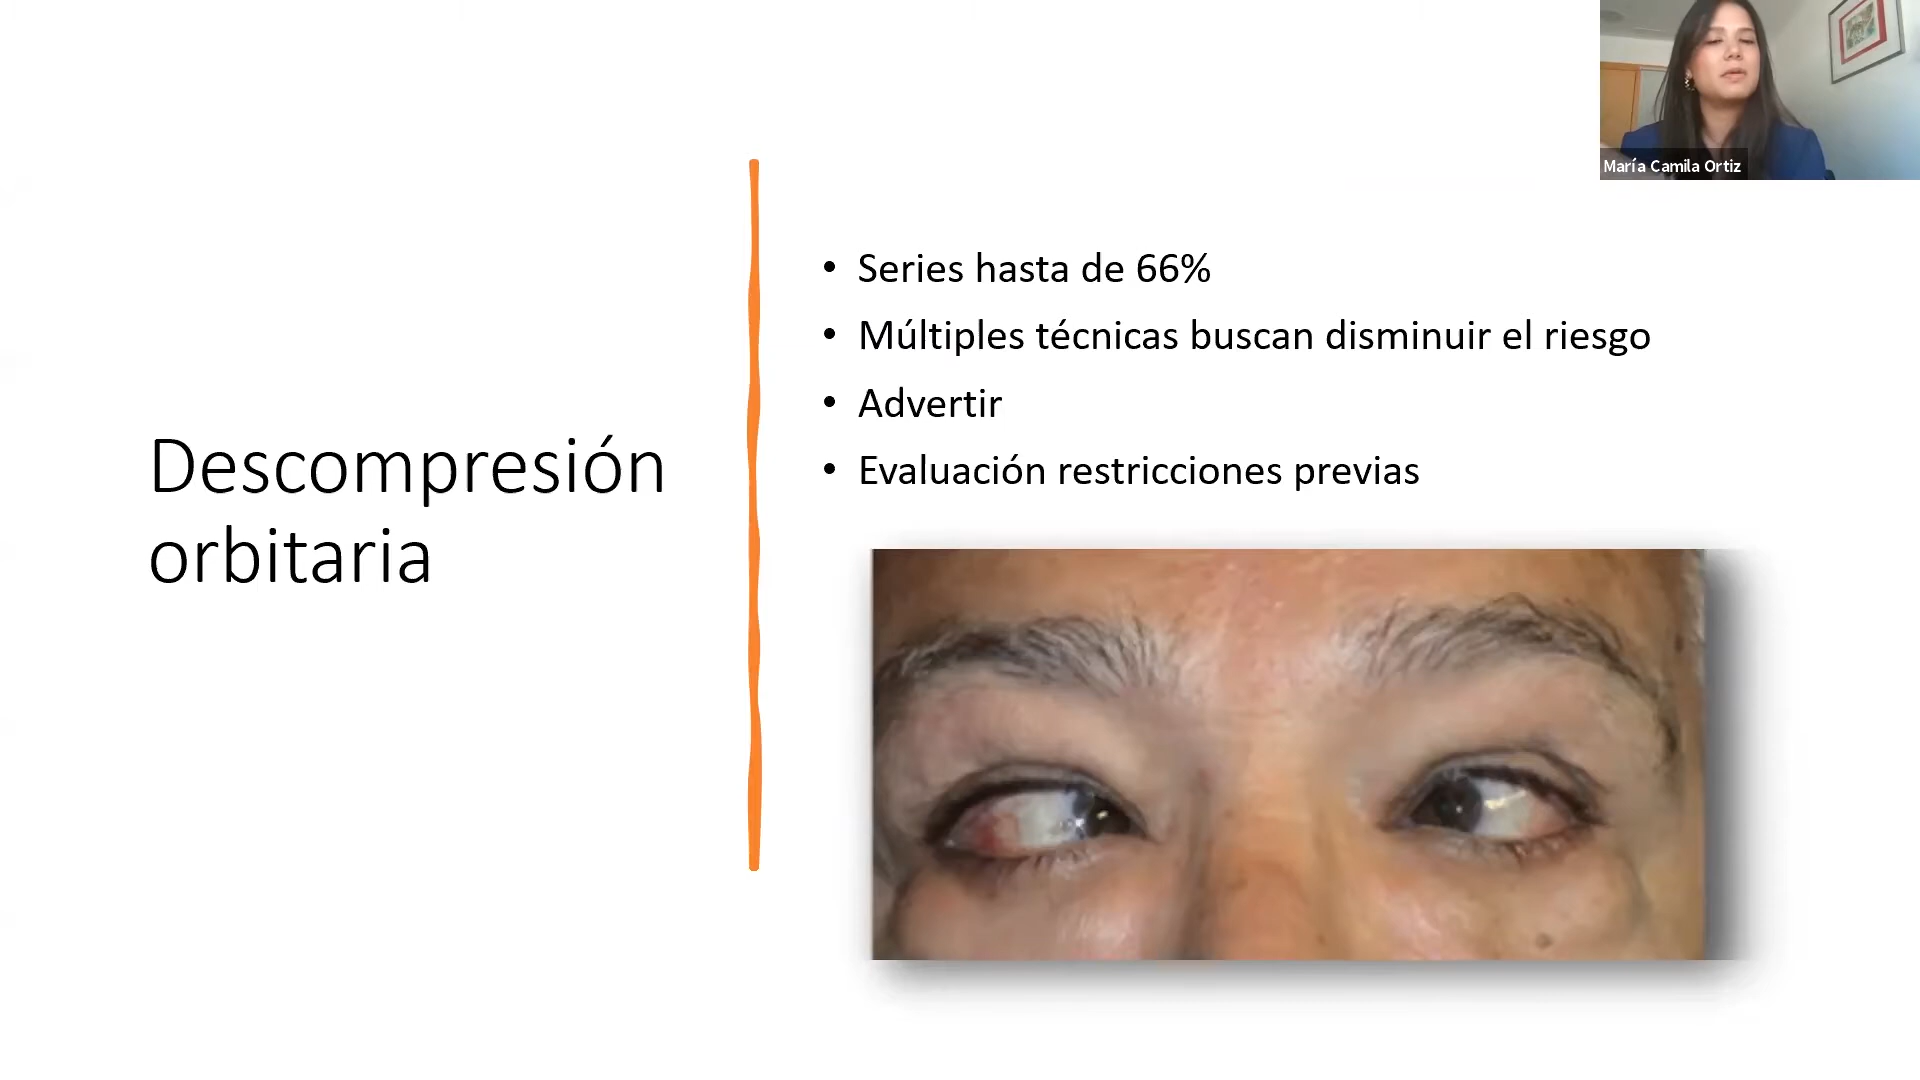 María Camila Ortiz
Descompresión
orbitaria
• Series hasta de 66%
• Múltiples técnicas buscan disminuir el riesgo
• Advertir
• Evaluación restricciones previas